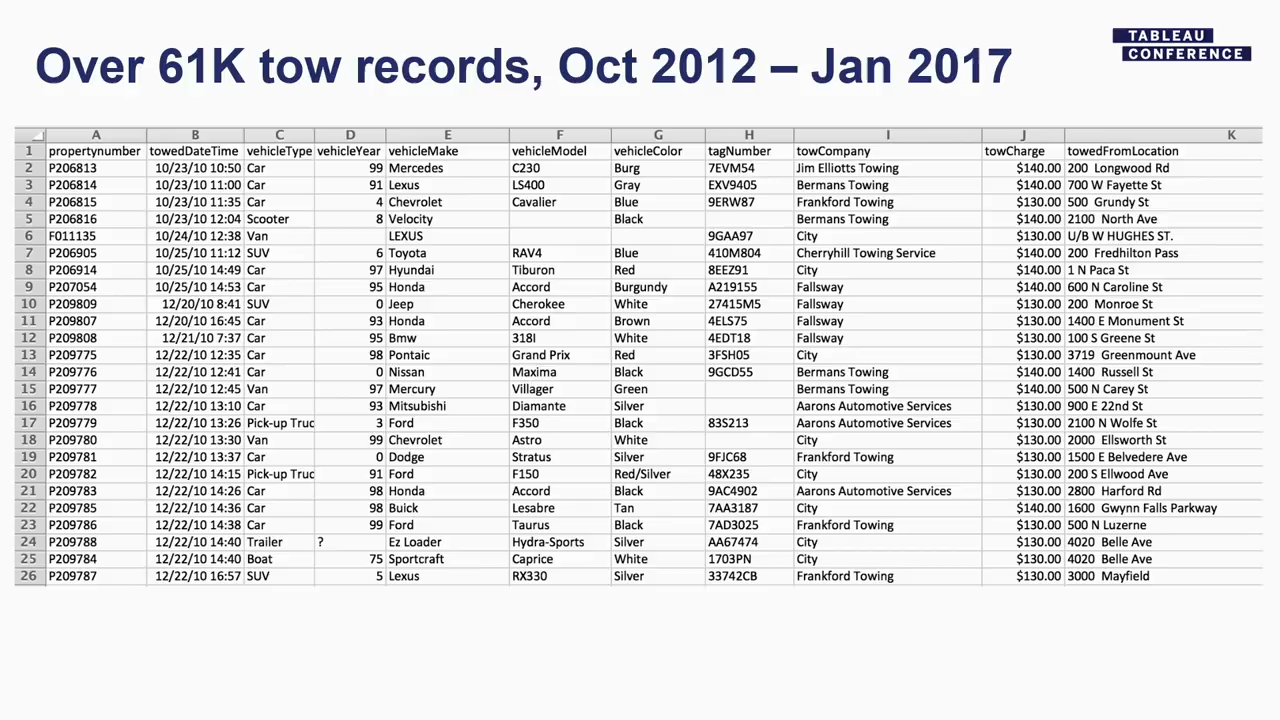 TABLEAU
CONFERENCE
Over 61K tow records, Oct 2012 – Jan 2017
A B C D E F G H I J K
1 propertynumber towedDateTime vehicleType vehicleYear vehicleMake vehicleModel vehicleColor tagNumber towCompany towCharge towedFromLocation
2 P206813 10/23/10 10:50 Car 99 Mercedes C230 Burg 7EVM54 Jim Elliotts Towing $140.00 200 Longwood Rd
3 P206814 10/23/10 11:00 Car 91 Lexus LS400 Gray EXV9405 Bermans Towing $140.00 700 W Fayette St
4 P206815 10/23/10 11:35 Car 4 Chevrolet Cavalier Blue 9ERW87 Frankford Towing $130.00 500 Grundy St
5 P206816 10/23/10 12:04 Scooter 8 Velocity Black Bermans Towing $140.00 2100 North Ave
6 F011135 10/24/10 12:38 Van LEXUS 9GAA97 City $130.00 U/B W HUGHES ST.
7 P206905 10/25/10 11:12 SUV 6 Toyota RAV4 Blue 410M804 Cherryhill Towing Service $140.00 200 Fredhilton Pass
8 P206914 10/25/10 14:49 Car 97 Hyundai Tiburon Red 8EEZ91 City $140.00 1 N Paca St
9 P207054 10/25/10 14:53 Car 95 Honda Accord Burgundy A219155 Fallsway $140.00 600 N Caroline St
10 P209809 12/20/10 8:41 SUV 0 Jeep Cherokee White 27415M5 Fallsway $130.00 200 Monroe St
11 P209807 12/20/10 16:45 Car 93 Honda Accord Brown 4ELS75 Fallsway $130.00 1400 E Monument St
12 P209808 12/21/10 7:37 Car 95 Bmw 318I White 4EDT18 Fallsway $130.00 100 S Greene St
13 P209775 12/22/10 12:35 Car 98 Pontaic Grand Prix Red 3FSH05 City $130.00 3719 Greenmount Ave
14 P209776 12/22/10 12:41 Car 0 Nissan Maxima Black 9GCD55 Bermans Towing $140.00 1400 Russell St
15 P209777 12/22/10 12:45 Van 97 Mercury Villager Green Bermans Towing $140.00 500 N Carey St
16 P209778 12/22/10 13:10 Car 93 Mitsubishi Diamante Silver Aarons Automotive Services $130.00 900 E 22nd St
17 P209779 12/22/10 13:26 Pick-up Truc 3 Ford F350 Black 83S213 Aarons Automotive Services $130.00 2100 N Wolfe St
18 P209780 12/22/10 13:30 Van 99 Chevrolet Astro White City $130.00 2000 Ellsworth St
19 P209781 12/22/10 13:37 Car 0 Dodge Stratus Silver 9FJC68 Frankford Towing $130.00 1500 E Belvedere Ave
20 P209782 12/22/10 14:15 Pick-up Truc 91 Ford F150 Red/Silver 48X235 City $130.00 200 S Ellwood Ave
21 P209783 12/22/10 14:26 Car 98 Honda Accord Black 9AC4902 Aarons Automotive Services $130.00 2800 Harford Rd
22 P209785 12/22/10 14:36 Car 98 Buick Lesabre Tan 7AA3187 City $140.00 1600 Gwynn Falls Parkway
23 P209786 12/22/10 14:38 Car 99 Ford Taurus Black 7AD3025 Frankford Towing $130.00 500 N Luzerne
24 P209788 12/22/10 14:40 Trailer ? Ez Loader Hydra-Sports Silver AA67474 City $130.00 4020 Belle Ave
25 P209784 12/22/10 14:40 Boat 75 Sportcraft Caprice White 1703PN City $130.00 4020 Belle Ave
26 P209787 12/22/10 16:57 SUV 5 Lexus RX330 Silver 33742CB Frankford Towing $130.00 3000 Mayfield